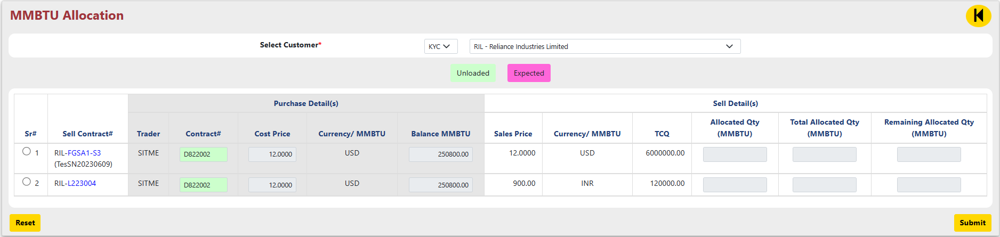 MMBTU Allocation
Select Customer*
KYC
RIL - Reliance Industries Limited
Unloaded
Expected
Sr#
Sell Contract#
Purchase Detail(s)
Sell Detail(s)
Trader
Contract#
Cost Price
Currency/ MMBTU
Balance MMBTU
Sales Price
Currency/ MMBTU
TCQ
Allocated Qty
(MMBTU)
Total Allocated Qty
(MMBTU)
Remaining Allocated Qty
(MMBTU)
1
RIL-FGSA1-S3
(TesSN20230609)
SITME
D822002
12.0000
USD
250800.00
12.0000
USD
6000000.00
2
RIL-L223004
SITME
D822002
12.0000
USD
250800.00
900.00
INR
120000.00
Reset
Submit